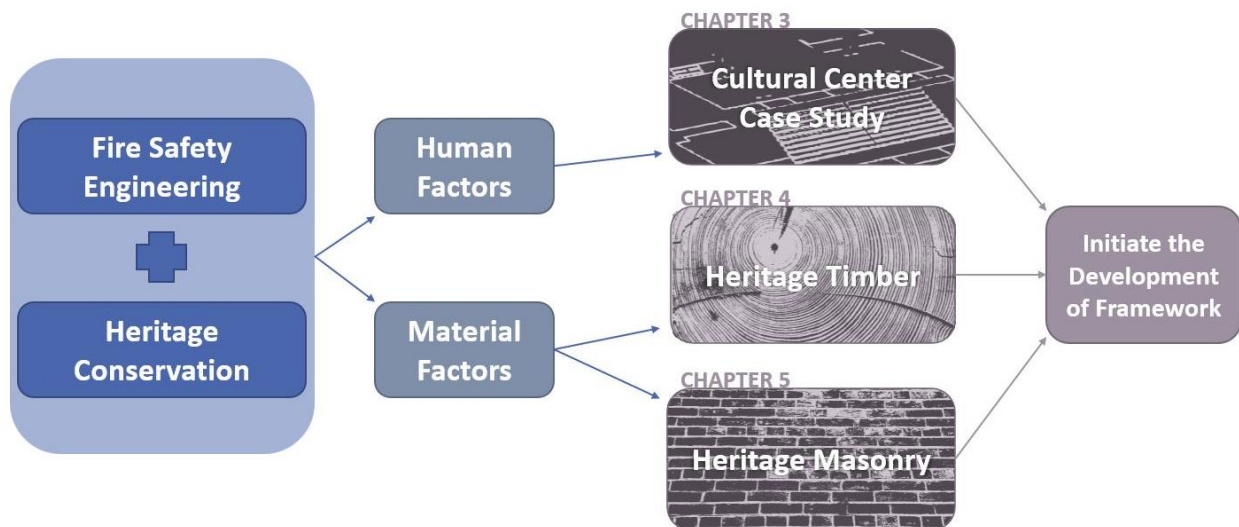 Fire Safety
Engineering
Heritage
Conservation
Human
Factors
Material
Factors
CHAPTER 3
Cultural Center
Case Study
CHAPTER 4
Heritage Timber
CHAPTER 5
Heritage Masonry
Initiate the
Development
of Framework